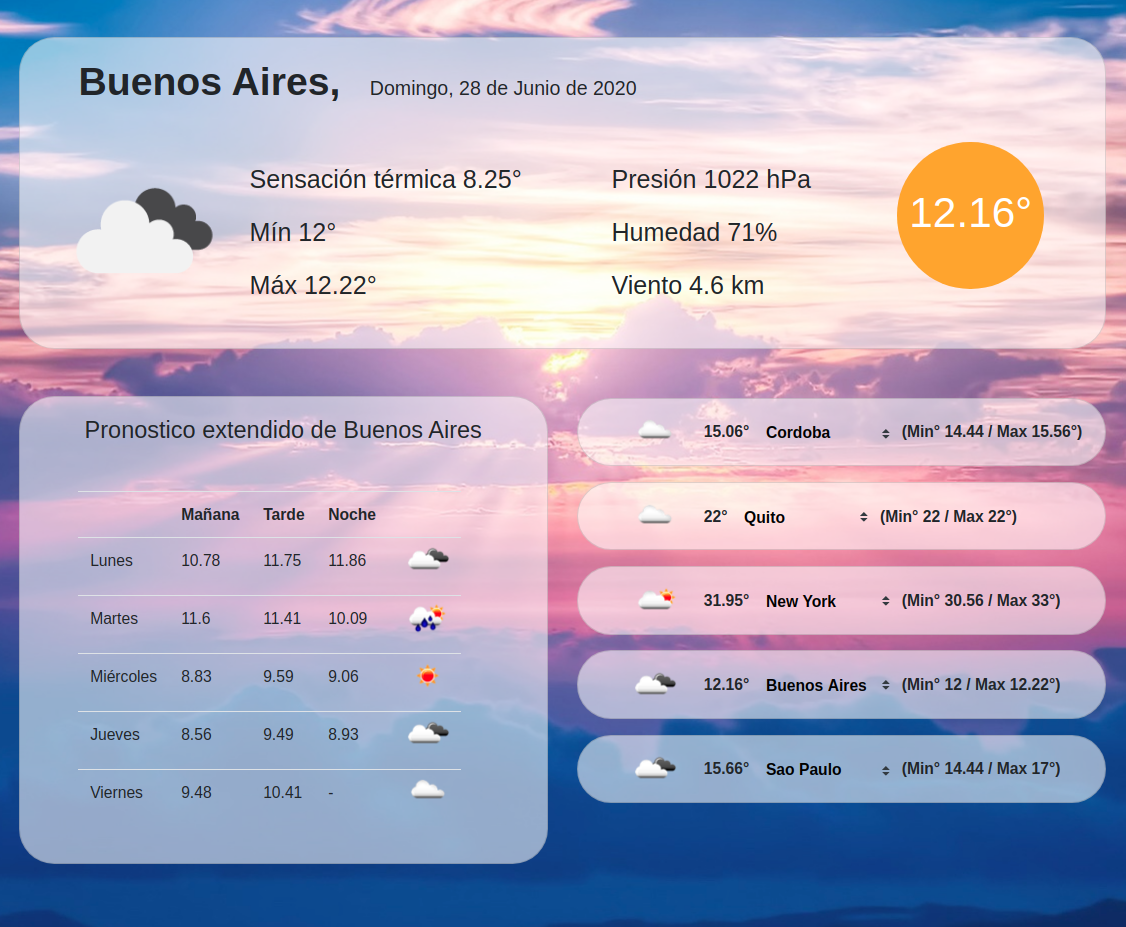 Buenos Aires, Domingo, 28 de Junio de 2020
Sensación térmica 8.25° Presión 1022 hPa
12.16°
Mín 12° Humedad 71%
Máx 12.22° Viento 4.6 km
Pronostico extendido de Buenos Aires
Mañana Tarde Noche
Lunes 10.78 11.75 11.86
Martes 11.6 11.41 10.09
Miércoles 8.83 9.59 9.06
Jueves 8.56 9.49 8.93
Viernes 9.48 10.41 -
15.06° Cordoba (Min° 14.44 / Max 15.56°)
22° Quito (Min° 22 / Max 22°)
31.95° New York (Min° 30.56 / Max 33°)
12.16° Buenos Aires (Min° 12 / Max 12.22°)
15.66° Sao Paulo (Min° 14.44 / Max 17°)